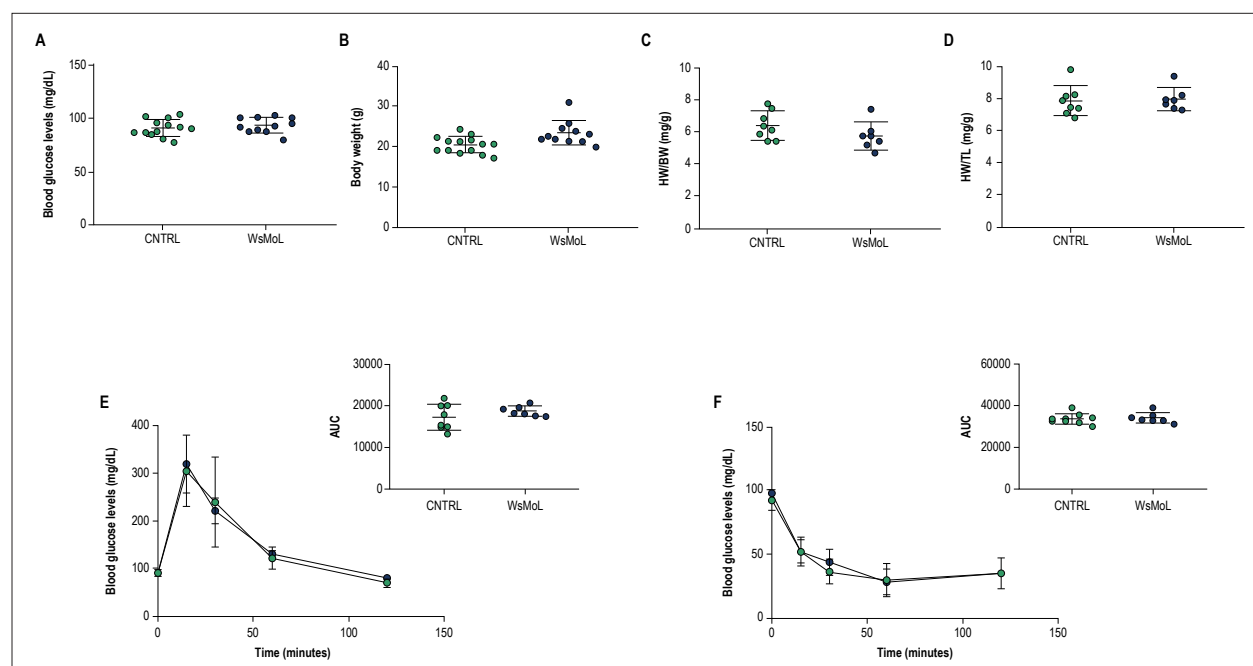 A
Blood glucose levels (mg/dL)
150
100
50
0
CNTRL
WsMoL
B
Body weight (g)
40
30
20
10
0
CNTRL
WsMoL
C
HW/BW (mg/g)
10
8
6
4
2
0
CNTRL
WsMoL
D
HW/TL (mg/g)
10
8
6
4
2
0
CNTRL
WsMoL
E
Blood glucose levels (mg/dL)
400
300
200
100
0
0
50
100
150
Time (minutes)
AUC
30000
20000
10000
0
CNTRL
WsMoL
F
Blood glucose levels (mg/dL)
150
100
50
0
0
50
100
150
Time (minutes)
AUC
60000
40000
20000
0
CNTRL
WsMoL